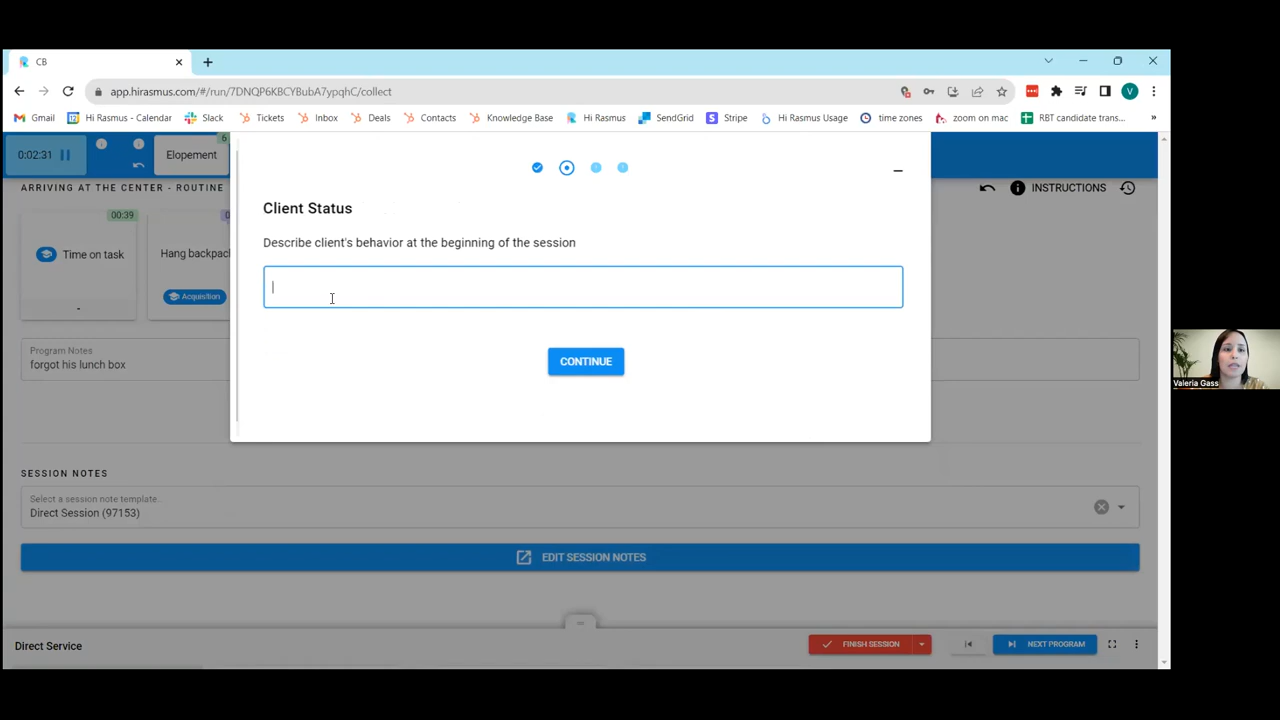 CB
app.hirasmus.com/#/run/7DNQP6KBCYBubA7ypqhC/collect
V
Gmail
Hi Rasmus - Calendar
Slack
Tickets
Inbox
Deals
Contacts
Knowledge Base
Hi Rasmus
SendGrid
Stripe
Hi Rasmus Usage
time zones
zoom on mac
RBT candidate trans...
0:02:31
Elopement
6
ARRIVING AT THE CENTER - ROUTINE
INSTRUCTIONS
00:39
Time on task
-
Hang backpac
Acquisition
Client Status
Describe client's behavior at the beginning of the session
CONTINUE
Program Notes
forgot his lunch box
SESSION NOTES
Select a session note template...
Direct Session (97153)
EDIT SESSION NOTES
Direct Service
FINISH SESSION
NEXT PROGRAM
Valeria Gass